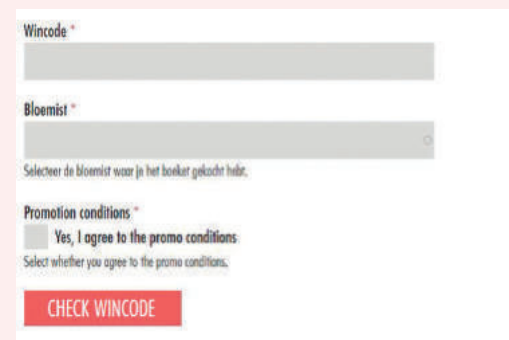 Wincode *
Bloemist *
Selecteer de bloemist waar je het boeket gekocht hebt.
Promotion conditions *
Yes, I agree to the promo conditions
Select whether you agree to the promo conditions.
CHECK WINCODE